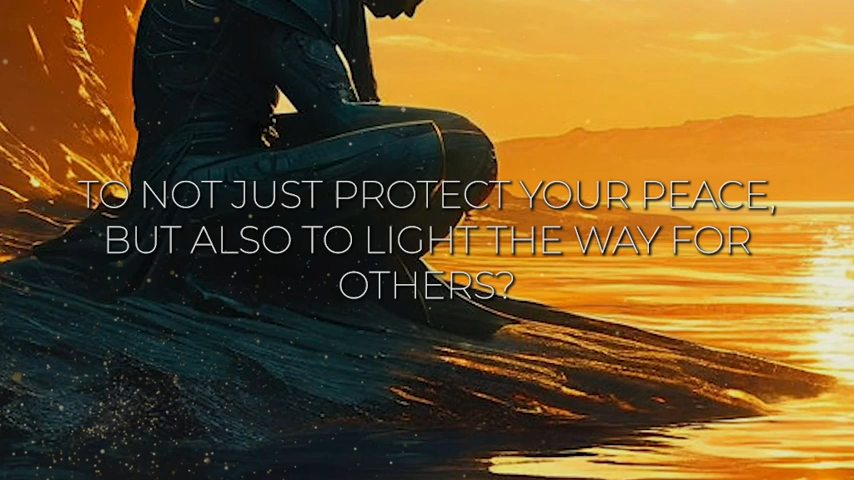 TO NOT JUST PROTECT YOUR PEACE,
BUT ALSO TO LIGHT THE WAY FOR
OTHERS?